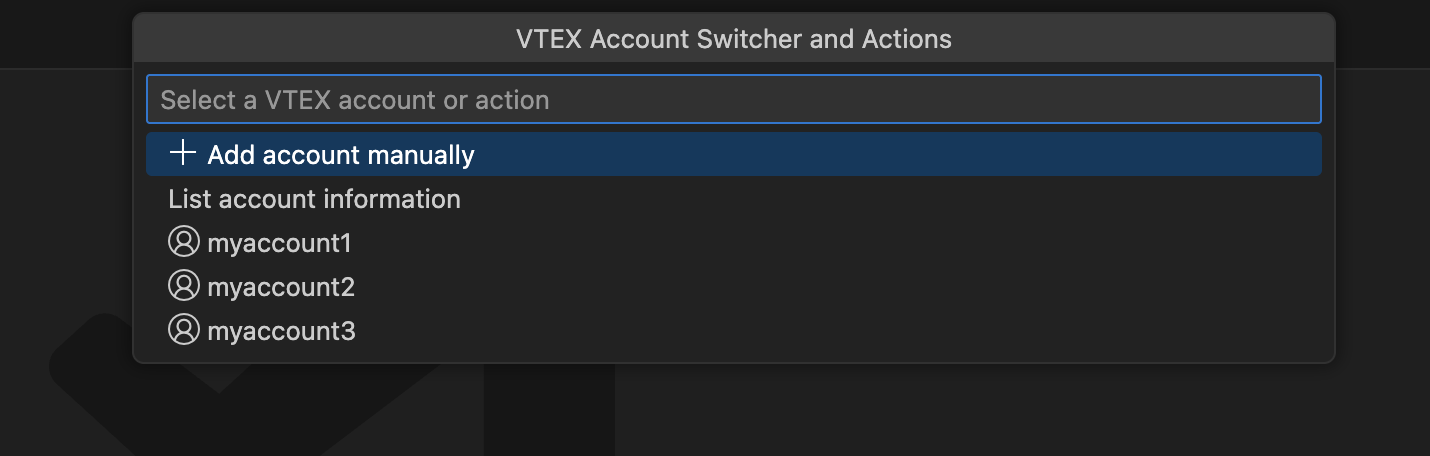 VTEX Account Switcher and Actions
Select a VTEX account or action
Add account manually
List account information
myaccount1
myaccount2
myaccount3